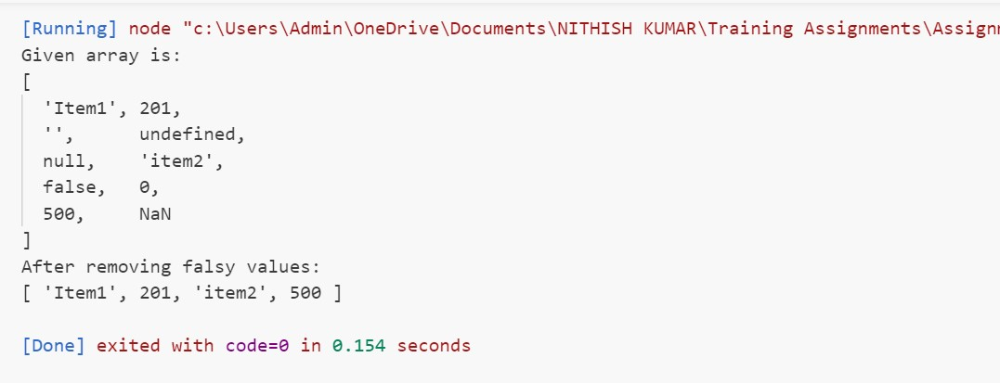 [Running] node "c:\Users\Admin\OneDrive\Documents\NITHISH KUMAR\Training Assignments\Assign
Given array is:
[
  'Item1', 201,
  '',      undefined,
  null,    'item2',
  false,   0,
  500,     NaN
]
After removing falsy values:
[ 'Item1', 201, 'item2', 500 ]
[Done] exited with code=0 in 0.154 seconds